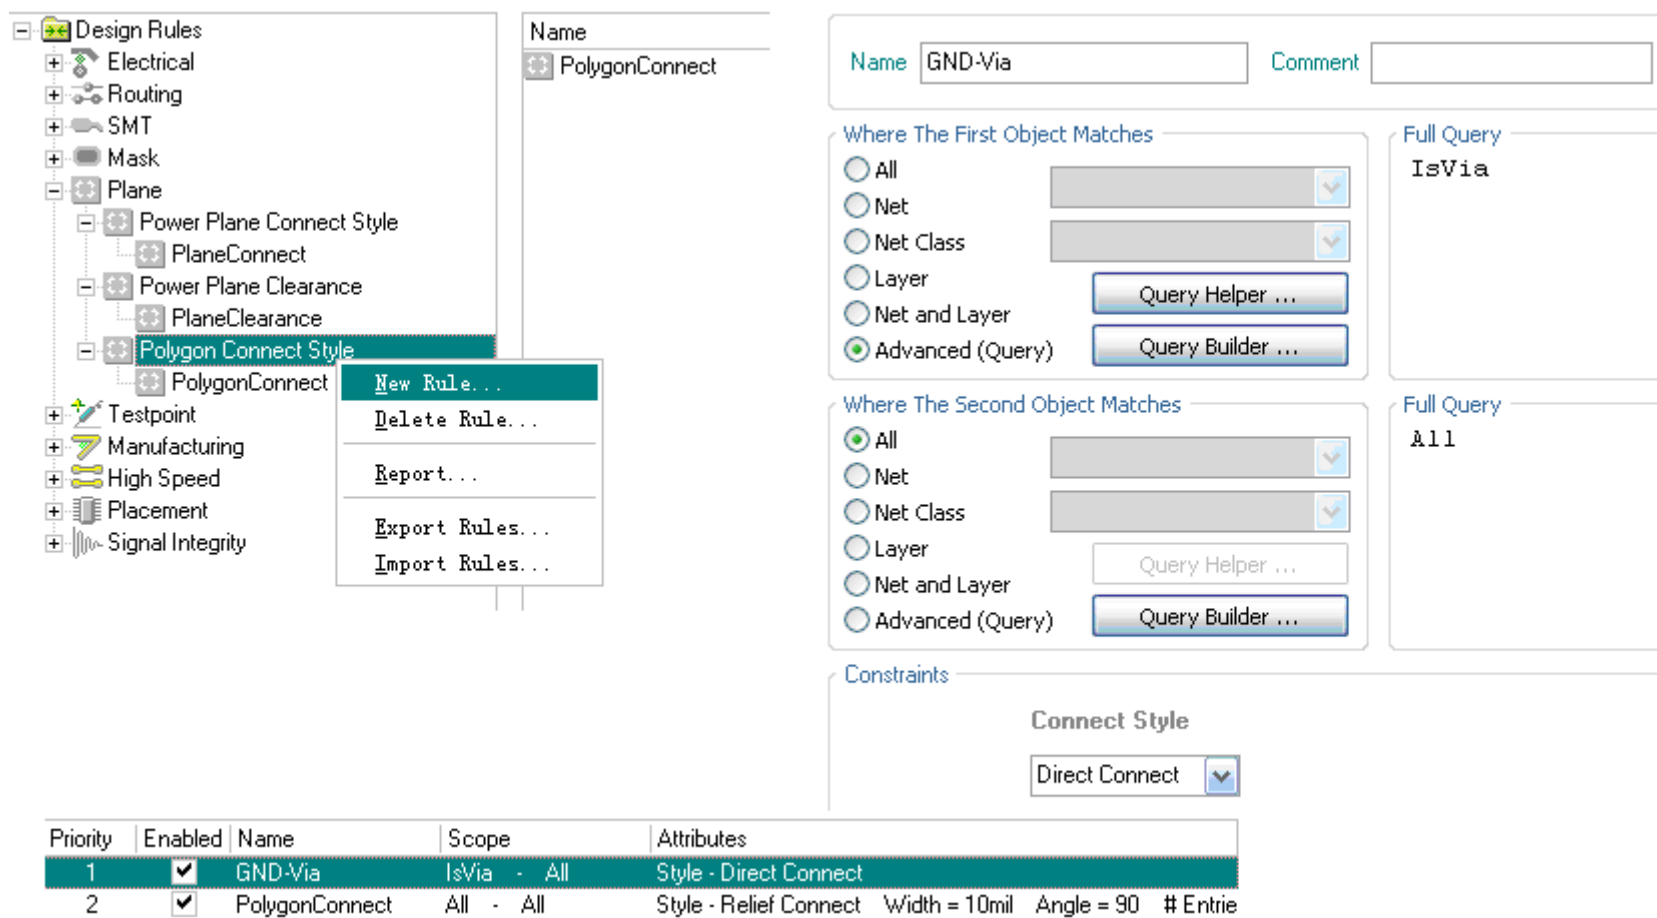 Design Rules
Electrical
Routing
SMT
Mask
Plane
Power Plane Connect Style
PlaneConnect
Power Plane Clearance
PlaneClearance
Polygon Connect Style
PolygonConnect
Testpoint
Manufacturing
High Speed
Placement
Signal Integrity
New Rule...
Delete Rule...
Report...
Export Rules...
Import Rules...
Name
PolygonConnect
Name GND-Via Comment
Where The First Object Matches
All
Net
Net Class
Layer
Net and Layer
Advanced (Query)
Query Helper ...
Query Builder ...
Full Query
IsVia
Where The Second Object Matches
All
Net
Net Class
Layer
Net and Layer
Advanced (Query)
Query Helper ...
Query Builder ...
Full Query
All
Constraints
Connect Style
Direct Connect
Priority Enabled Name Scope Attributes
1 GND-Via IsVia - All Style - Direct Connect
2 PolygonConnect All - All Style - Relief Connect Width = 10mil Angle = 90 # Entrie